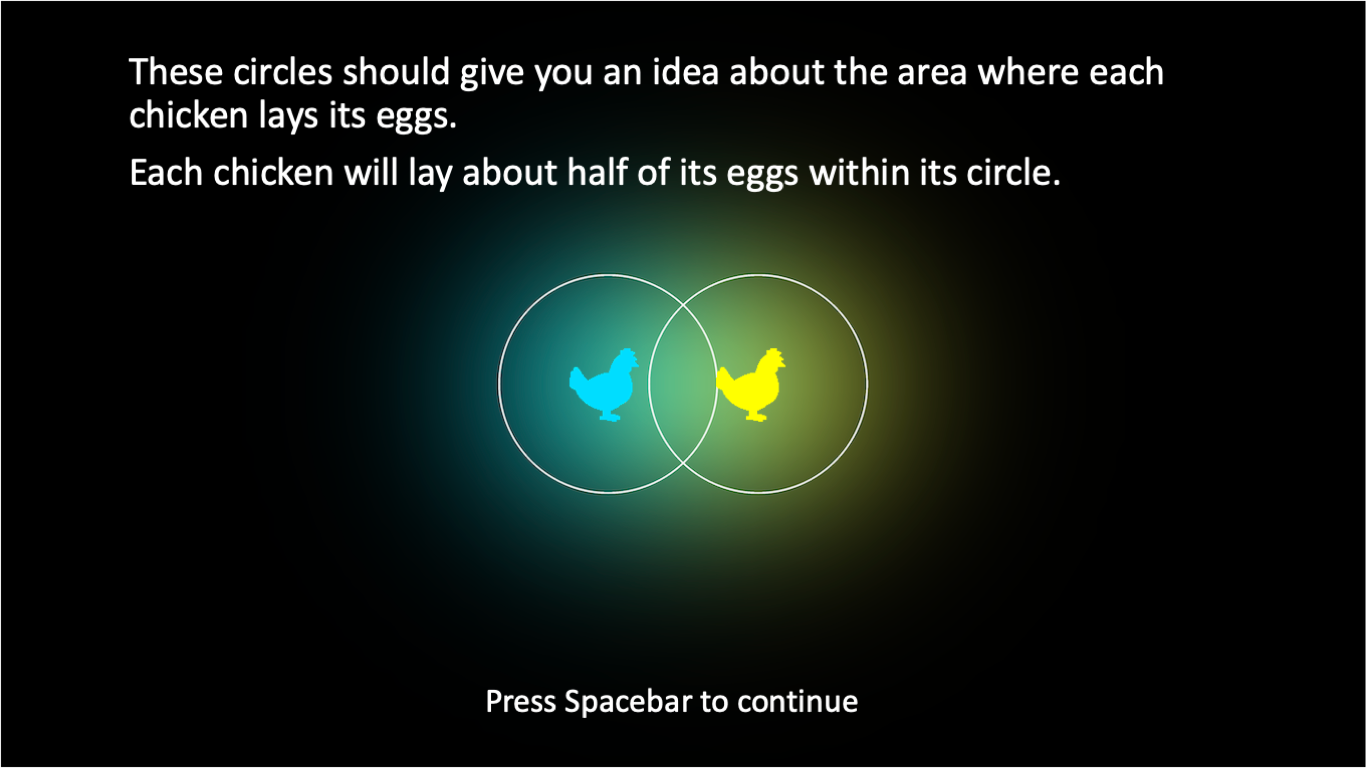 These circles should give you an idea about the area where each
chicken lays its eggs.
Each chicken will lay about half of its eggs within its circle.
Press Spacebar to continue